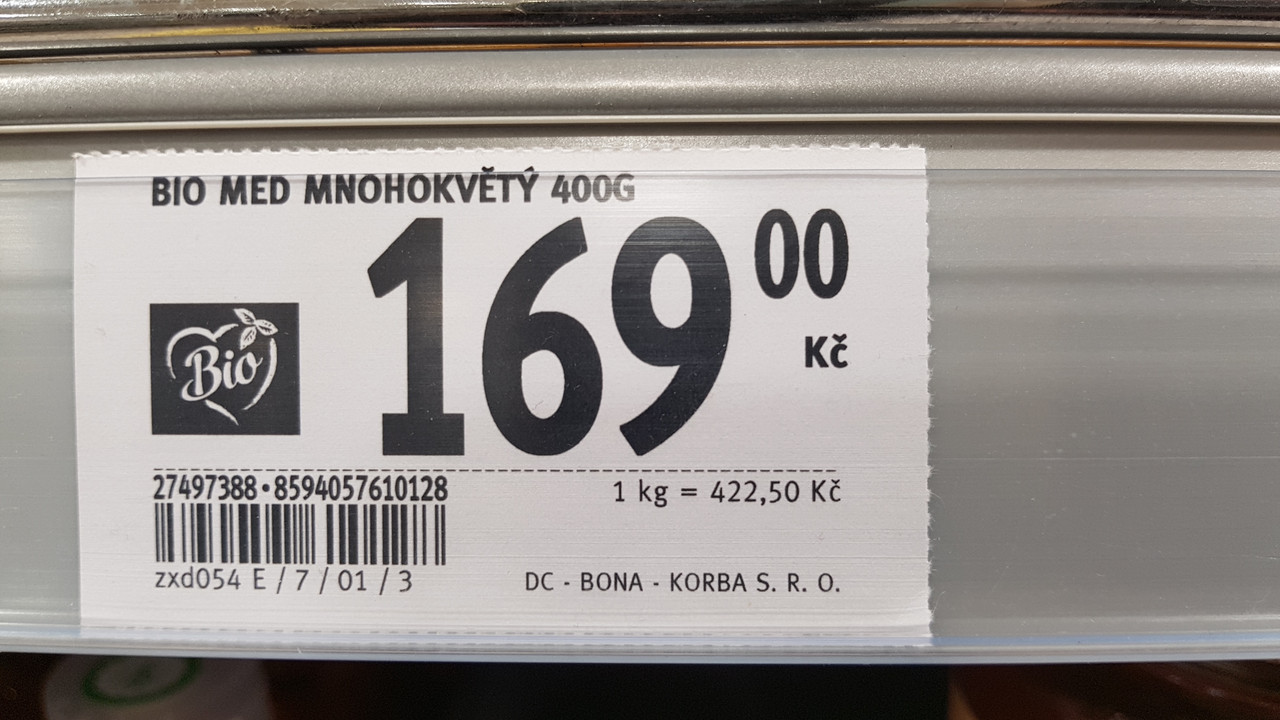 BIO MED MNOHOKVĚTÝ 400G
169 00
Kč
Bio
27497388•8594057610128
1 kg = 422,50 Kč
zxd054 E / 7 / 01 / 3
DC - BONA - KORBA S. R. O.